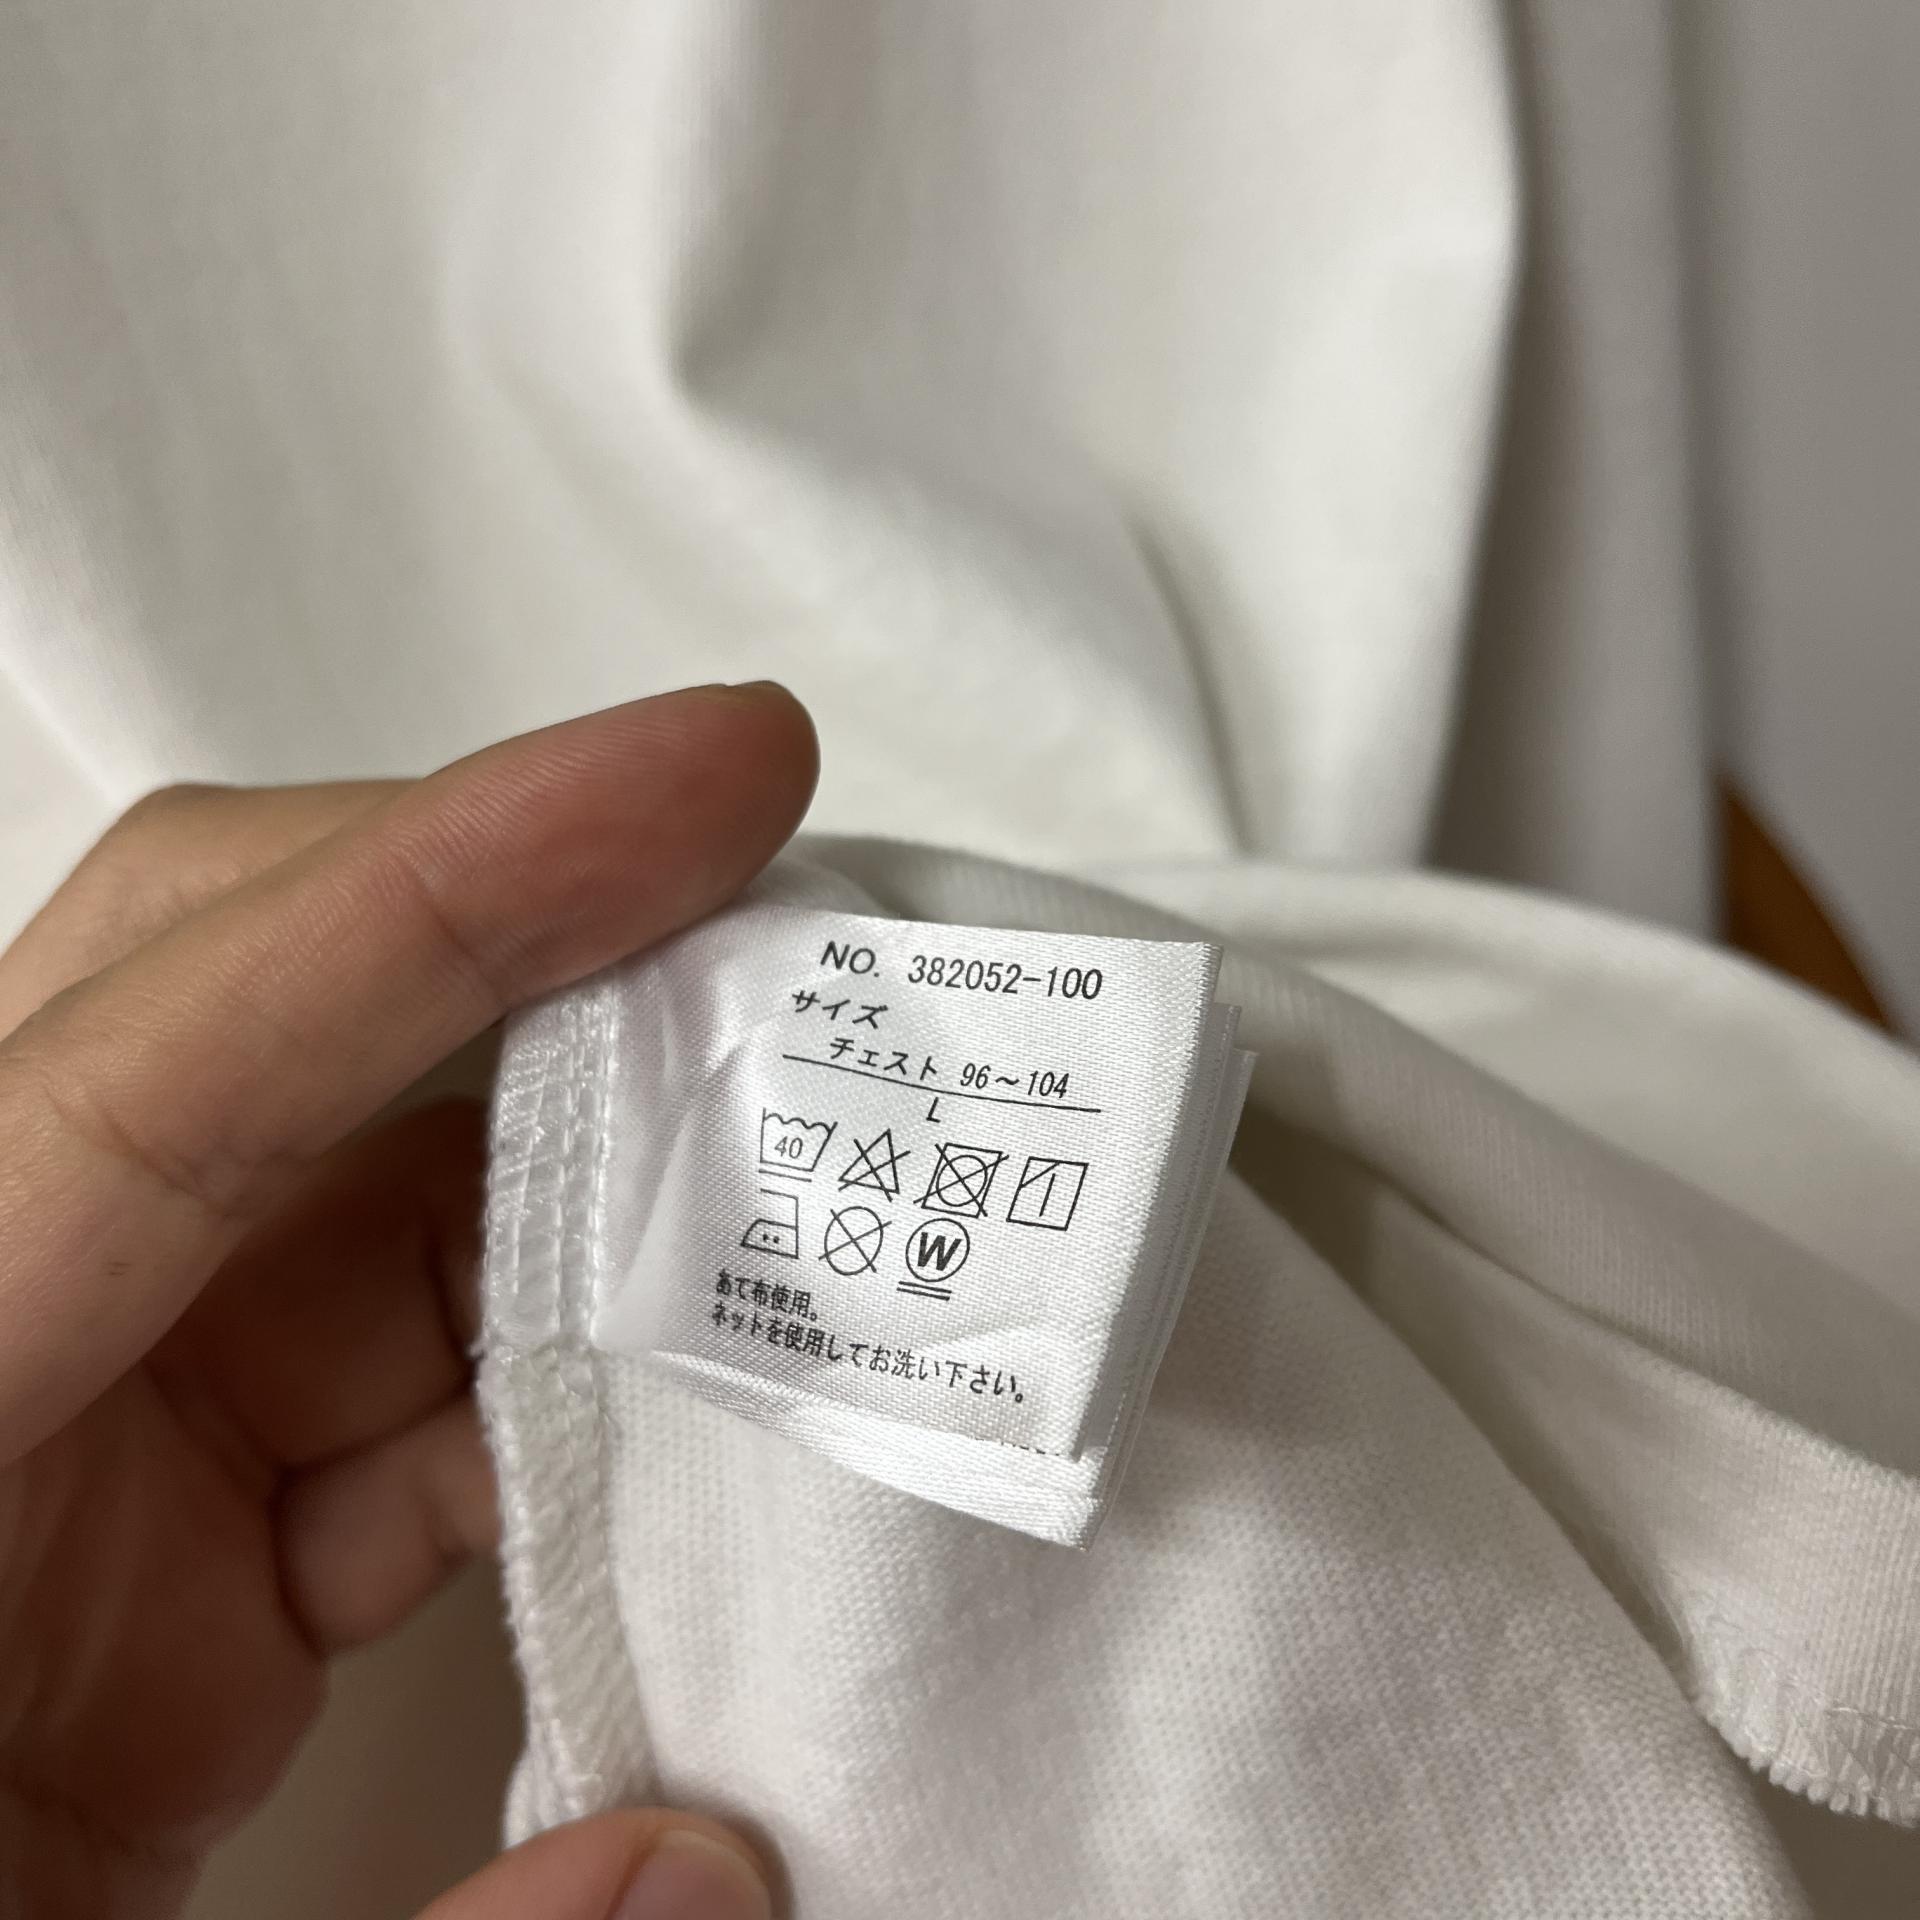 NO. 382052-100
サイズ
チェスト 96～104
L
40
W
あて布使用。
ネットを使用してお洗い下さい。